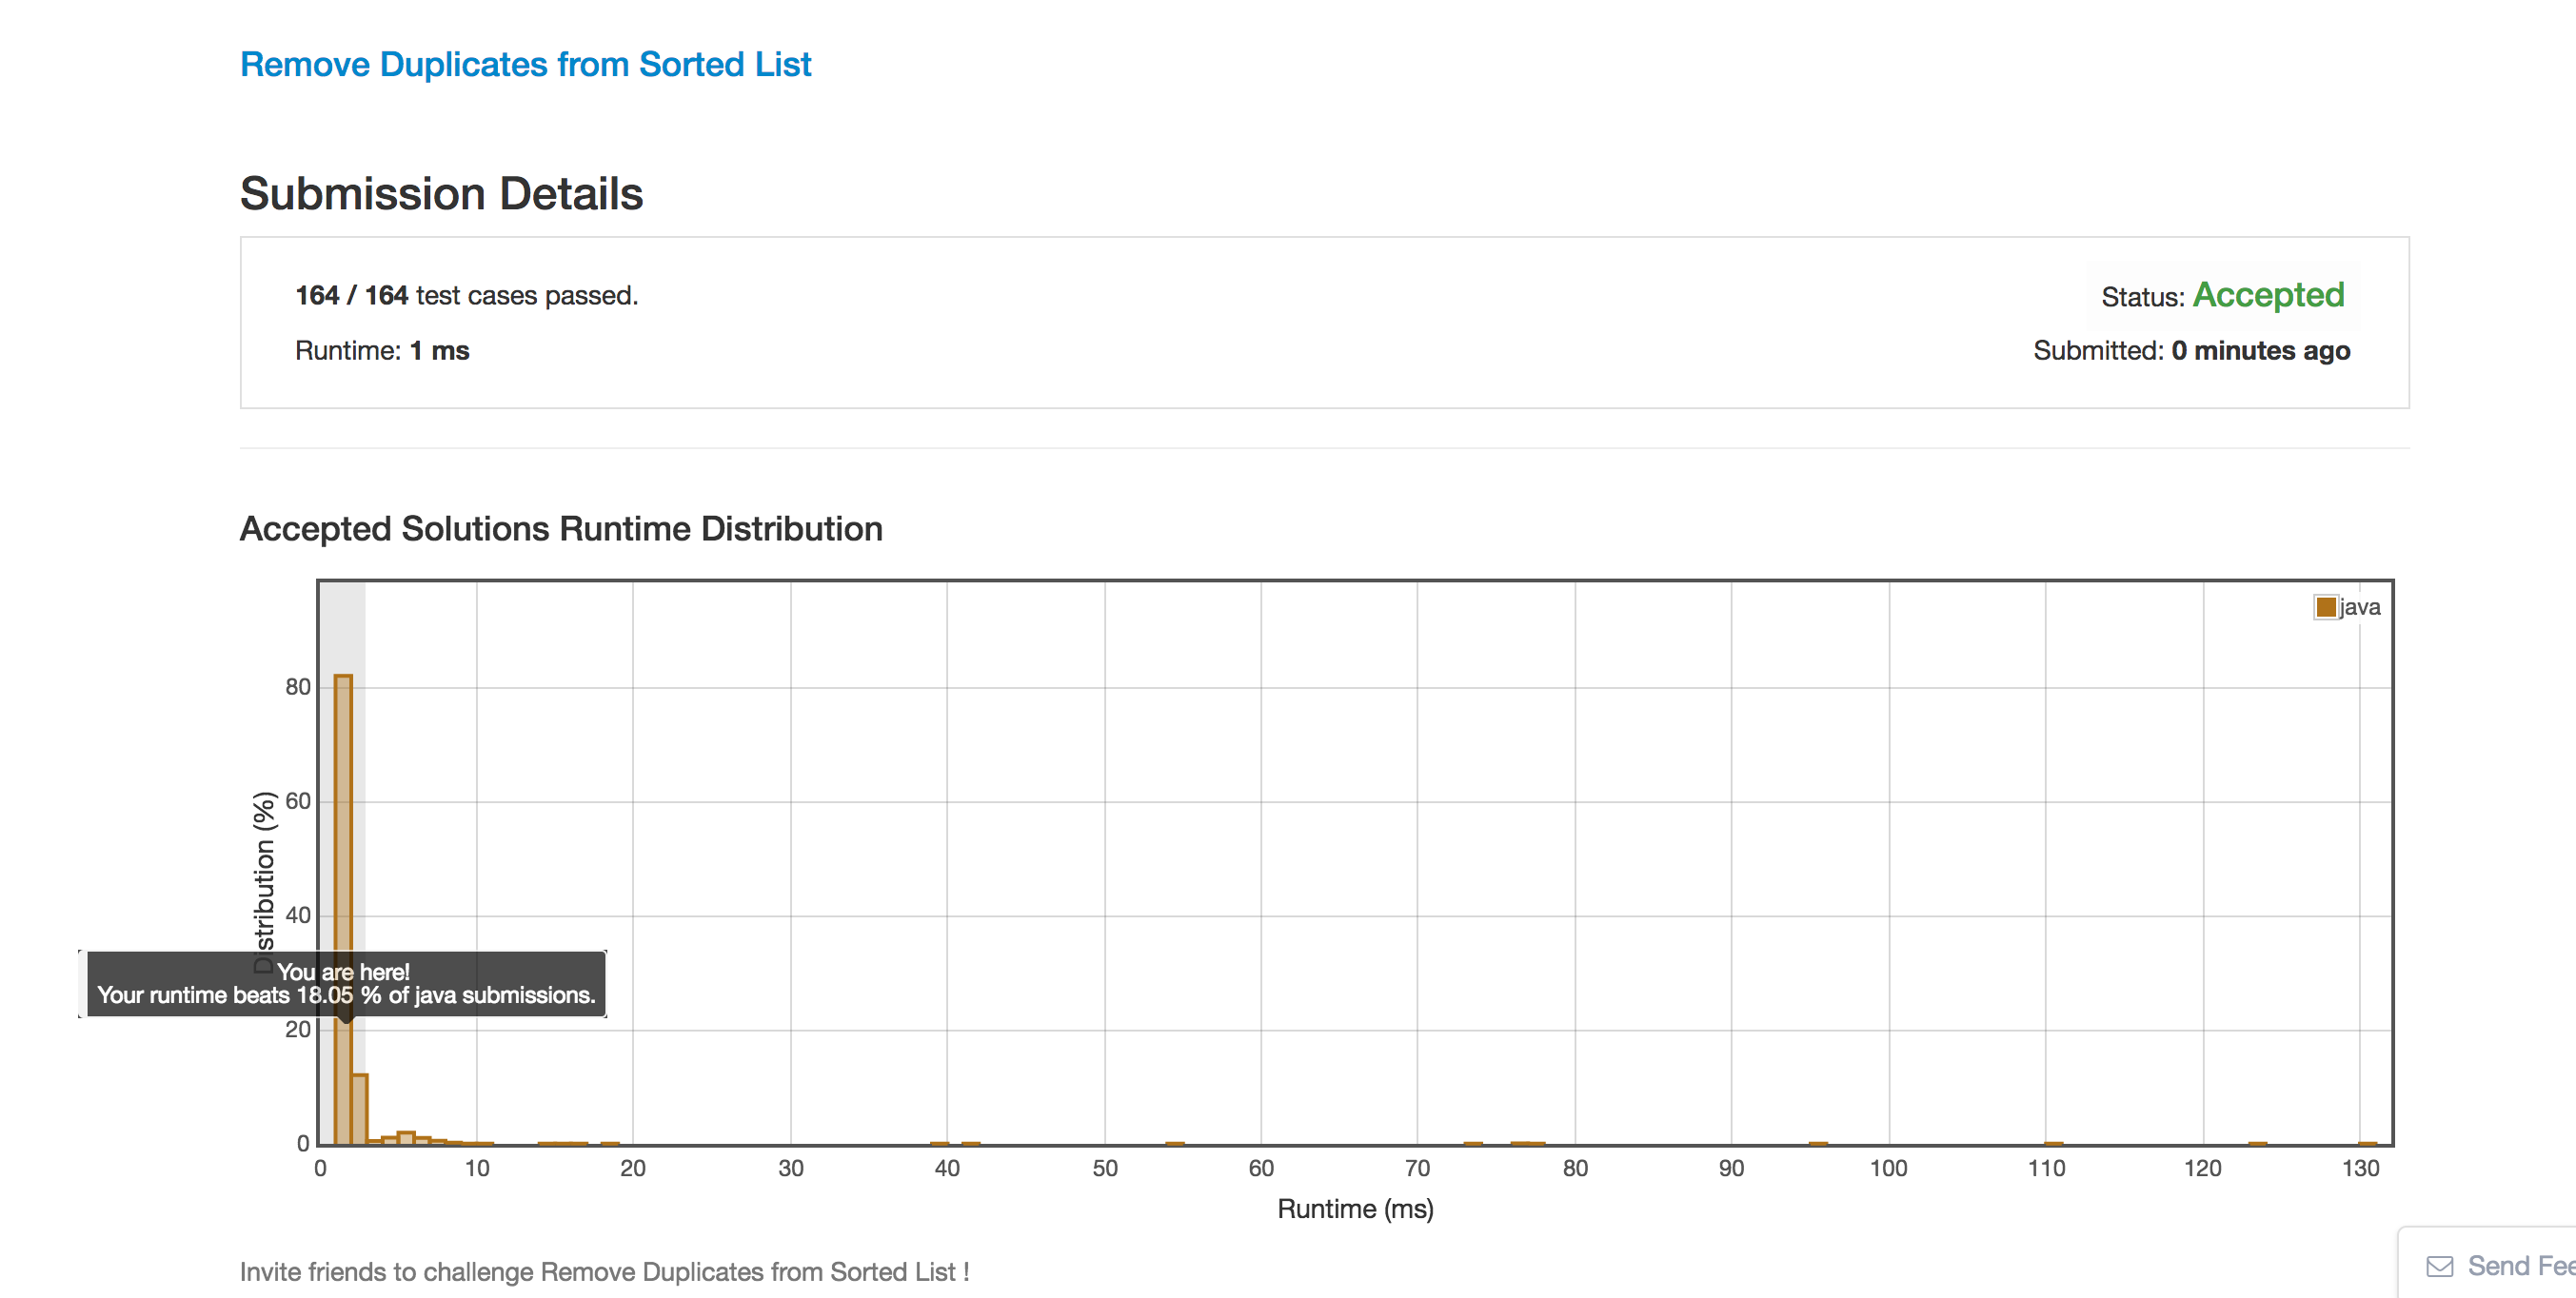 Remove Duplicates from Sorted List
Submission Details
164 / 164 test cases passed.
Status: Accepted
Runtime: 1 ms
Submitted: 0 minutes ago
Accepted Solutions Runtime Distribution
java
80
60
40
20
0
Distribution (%)
You are here!
Your runtime beats 18.05 % of java submissions.
0 10 20 30 40 50 60 70 80 90 100 110 120 130
Runtime (ms)
Invite friends to challenge Remove Duplicates from Sorted List !
Send Fee